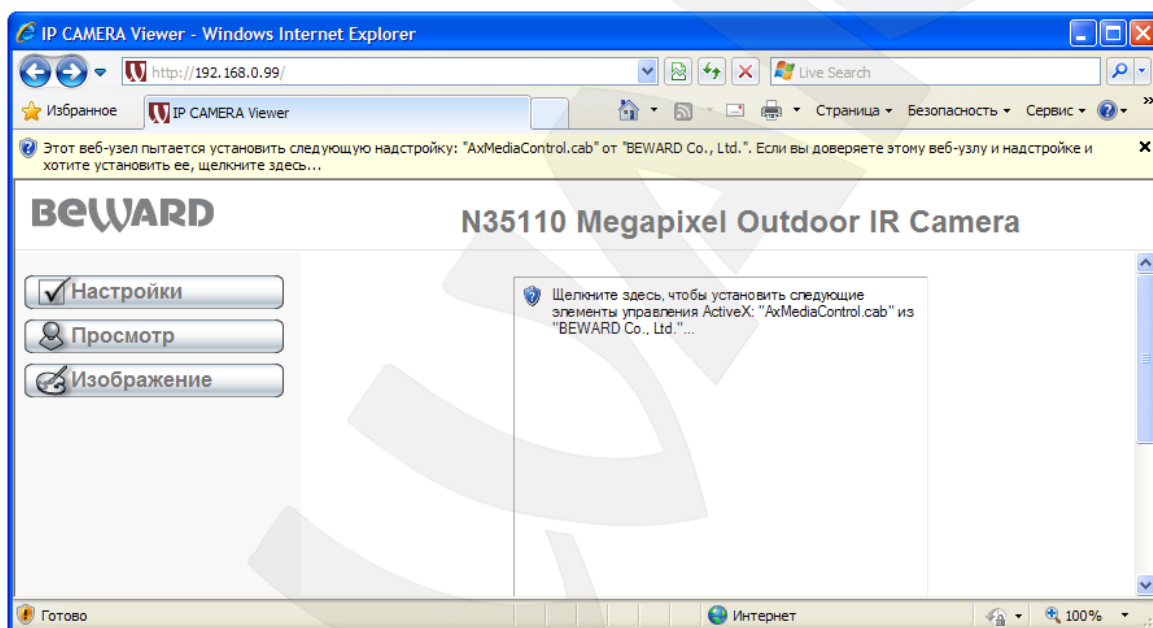 IP CAMERA Viewer - Windows Internet Explorer
http://192.168.0.99/
Live Search
Избранное
IP CAMERA Viewer
Страница
Безопасность
Сервис
Этот веб-узел пытается установить следующую надстройку: "AxMediaControl.cab" от "BEWARD Co., Ltd.". Если вы доверяете этому веб-узлу и надстройке и
хотите установить ее, щелкните здесь...
BEWARD
N35110 Megapixel Outdoor IR Camera
Настройки
Просмотр
Изображение
Щелкните здесь, чтобы установить следующие
элементы управления ActiveX: "AxMediaControl.cab" из
"BEWARD Co., Ltd."...
Готово
Интернет
100%